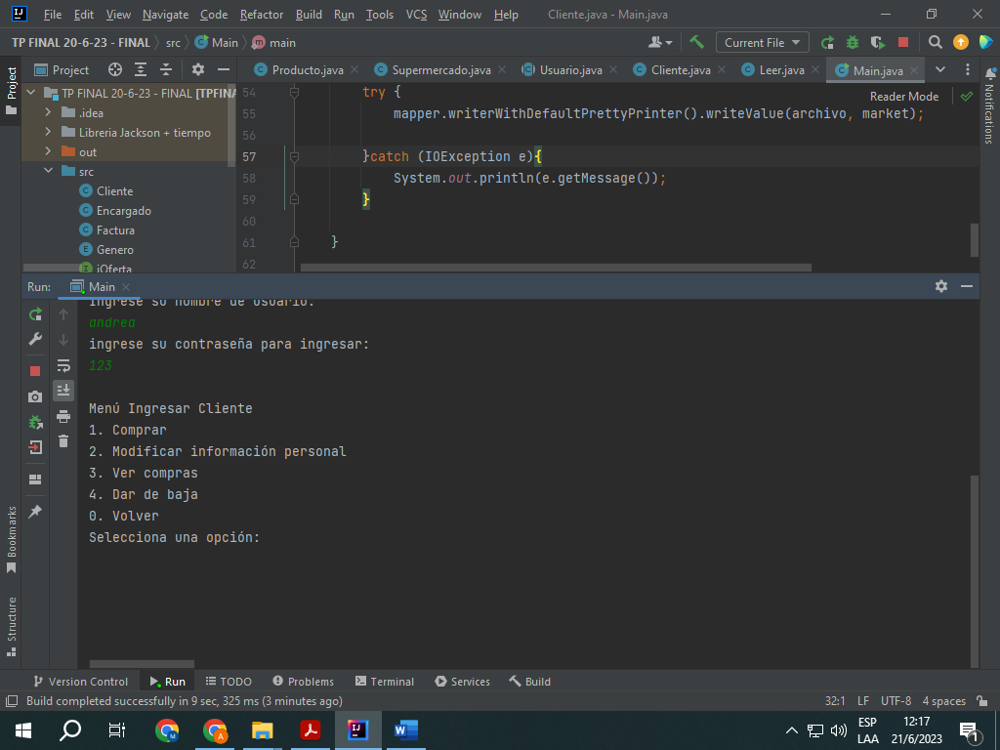 File Edit View Navigate Code Refactor Build Run Tools VCS Window Help Cliente.java - Main.java
TP FINAL 20-6-23 - FINAL src Main main Current File
Project Producto.java Supermercado.java Usuario.java Cliente.java Leer.java Main.java
Project
Notifications
TP FINAL 20-6-23 - FINAL [TPFINA
.idea
Libreria Jackson + tiempo
out
src
Cliente
Encargado
Factura
Genero
iOferta
Reader Mode
54 try {
55 mapper.writerWithDefaultPrettyPrinter().writeValue(archivo, market);
56
57 }catch (IOException e){
58 System.out.println(e.getMessage());
59 }
60
61 }
62
Run: Main
Ingrese su nombre de usuario:
andrea
ingrese su contraseña para ingresar:
123
Menú Ingresar Cliente
1. Comprar
2. Modificar información personal
3. Ver compras
4. Dar de baja
0. Volver
Selecciona una opción:
Bookmarks
Structure
Version Control Run TODO Problems Terminal Services Build
Build completed successfully in 9 sec, 325 ms (3 minutes ago) 32:1 LF UTF-8 4 spaces
ESP 12:17
LAA 21/6/2023 1